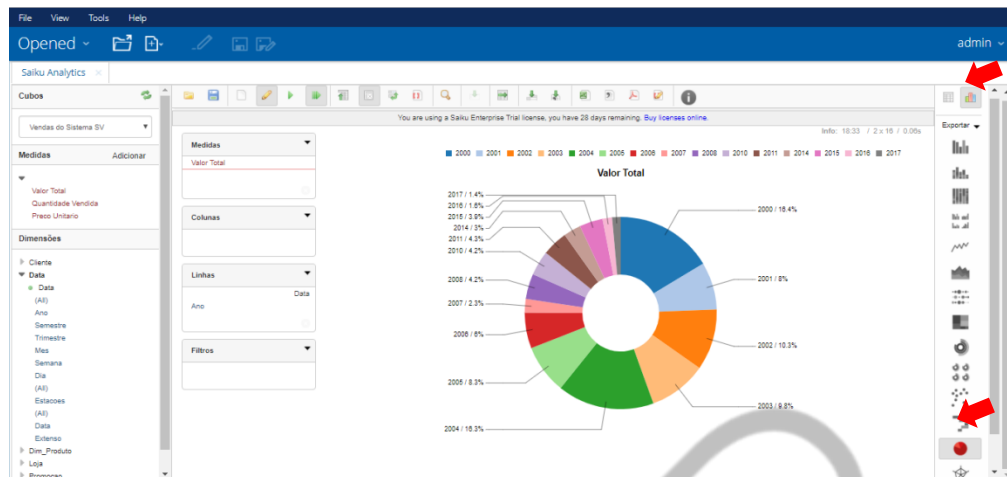 File View Tools Help
Opened
admin
Saiku Analytics ×
Cubos
Vendas do Sistema SV
Medidas Adicionar
Valor Total
Quantidade Vendida
Preco Unitario
Dimensões
Cliente
Data
Data
(All)
Ano
Semestre
Trimestre
Mes
Semana
Dia
(All)
Estacoes
(All)
Data
Extenso
Dim_Produto
Loja
Promocao
You are using a Saiku Enterprise Trial license, you have 28 days remaining. Buy licenses online.
Info: 18:33 / 2 x 16 / 0.06s
Medidas
Valor Total
Colunas
Linhas
Data
Ano
Filtros
2000 2001 2002 2003 2004 2005 2006 2007 2008 2010 2011 2014 2015 2016 2017
Valor Total
2017 / 1.4%
2016 / 1.6%
2015 / 3.9%
2014 / 3%
2011 / 4.3%
2010 / 4.2%
2008 / 4.2%
2007 / 2.3%
2006 / 6%
2005 / 8.3%
2004 / 16.3%
2000 / 16.4%
2001 / 8%
2002 / 10.3%
2003 / 9.8%
Exportar